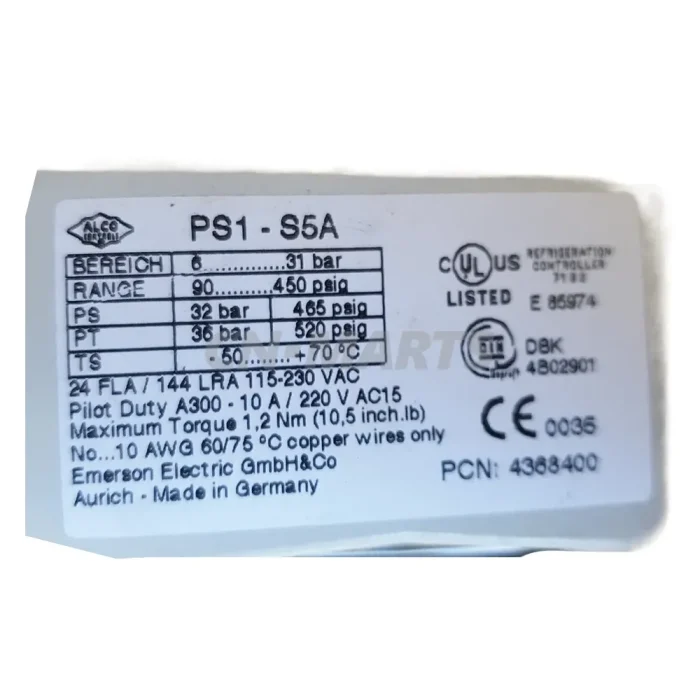 ALCO
CONTROLS
PS1 - S5A
BEREICH 6.............31 bar
RANGE 90...........450 psig
PS 32 bar 465 psig
PT 36 bar 520 psig
TS - 50........ +70 °C
24 FLA / 144 LRA 115-230 VAC
Pilot Duty A300 - 10 A / 220 V AC15
Maximum Torque 1,2 Nm (10,5 inch.lb)
No...10 AWG 60/75 °C copper wires only
Emerson Electric GmbH&Co
Aurich - Made in Germany
C UL US
LISTED
REFRIGERATION
CONTROLLER
E 85974
DIN
DBK
4B02901
CE 0035
PCN: 4368400